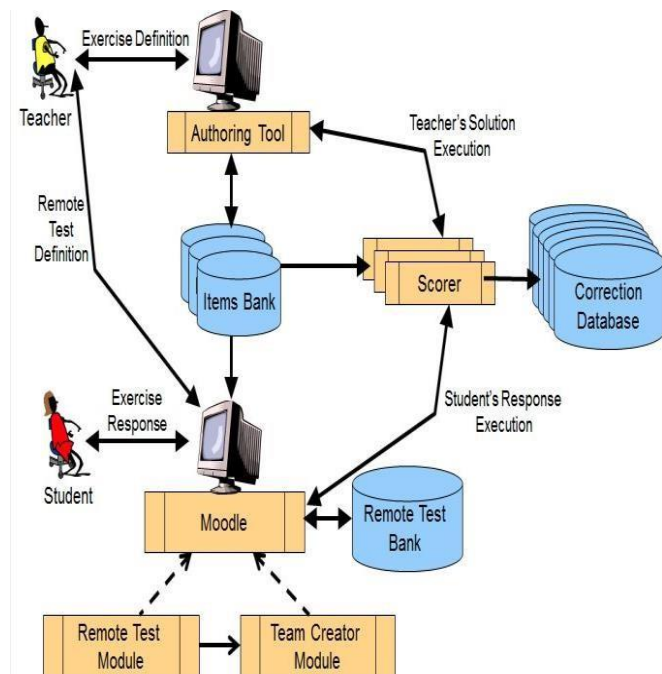 Exercise Definition
Teacher
Authoring Tool
Teacher's Solution
Execution
Remote
Test
Definition
Items Bank
Scorer
Correction
Database
Exercise
Response
Student's Response
Execution
Student
Moodle
Remote Test
Bank
Remote Test
Module
Team Creator
Module